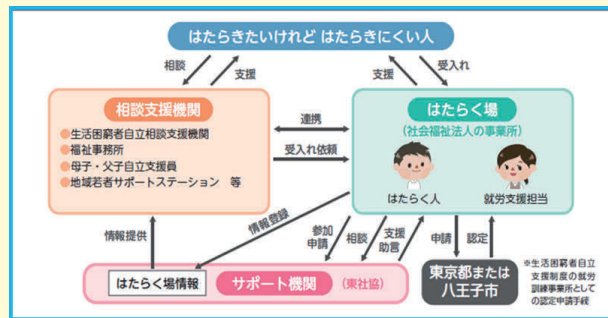 はたらきたいけれど はたらきにくい人
相談
支援
支援
受入れ
相談支援機関
●生活困窮者自立相談支援機関
●福祉事務所
●母子・父子自立支援員
●地域若者サポートステーション 等
連携
受入れ依頼
はたらく場
(社会福祉法人の事業所)
はたらく人
就労支援担当
情報提供
情報登録
参加
申請
相談
支援
助言
申請
認定
はたらく場情報
サポート機関
(東社協)
東京都または
八王子市
※生活困窮者自立
支援制度の就労
訓練事業所として
の認定申請手続